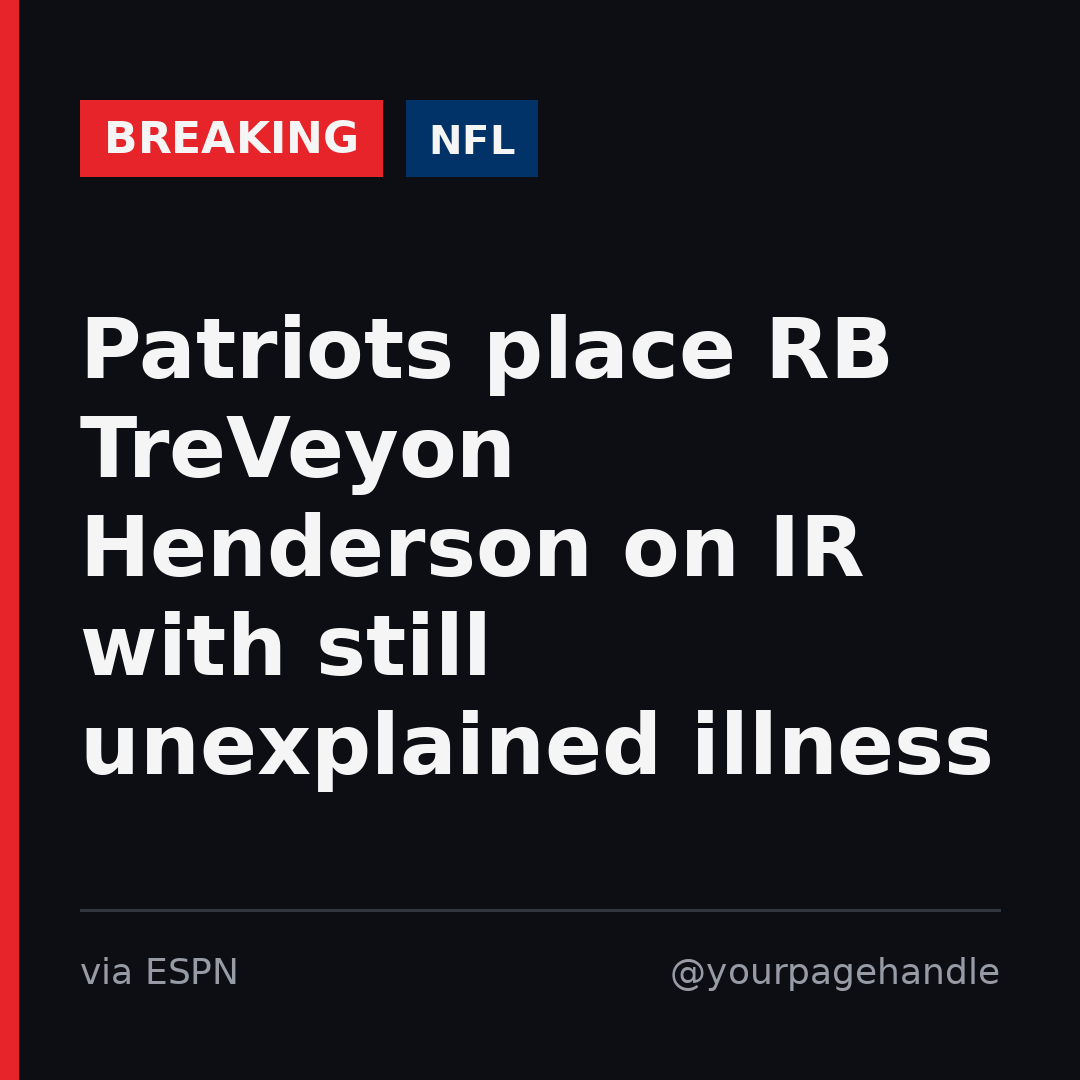 BREAKING NFL
Patriots place RB
TreVeyon
Henderson on IR
with still
unexplained illness
via ESPN @yourpagehandle